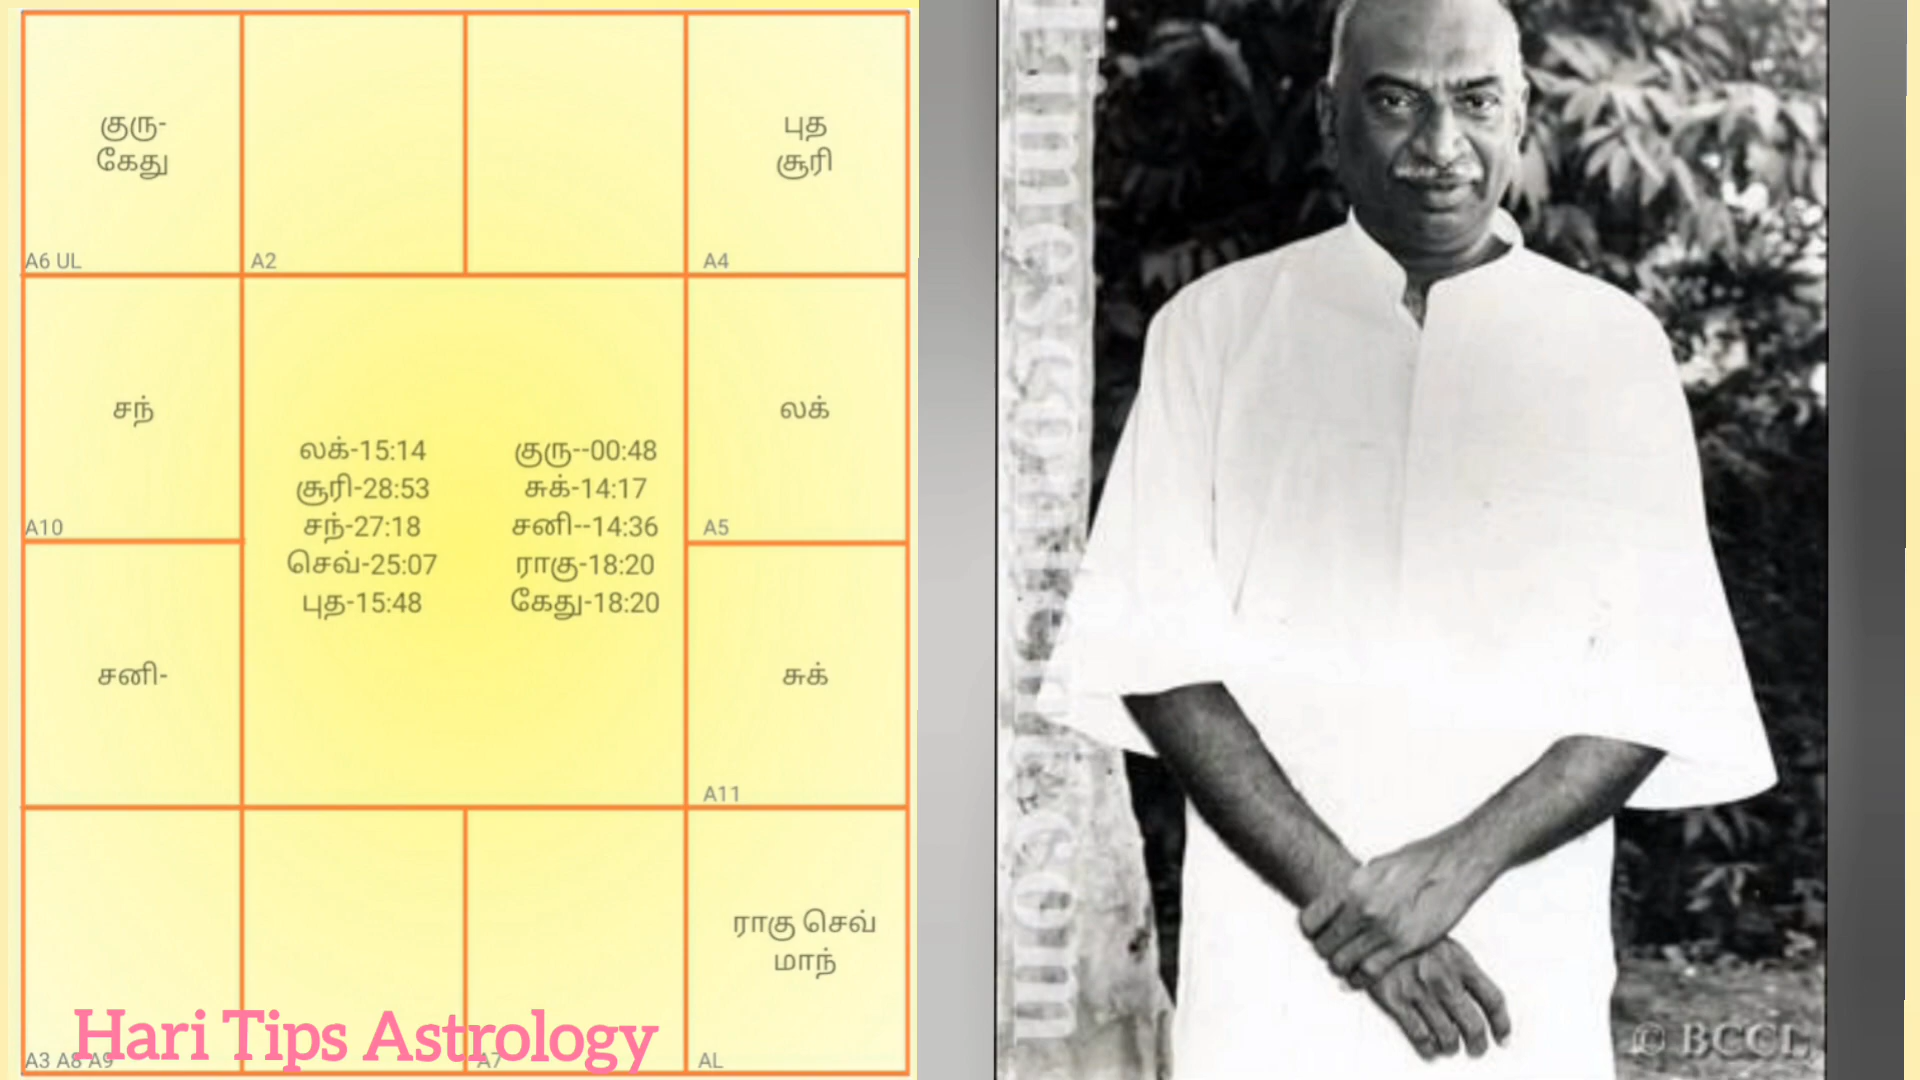 குரு-
கேது
A6 UL
A2
புத
சூரி
A4
சந்
A10
லக்
A5
லக்-15:14
சூரி-28:53
சந்-27:18
செவ்-25:07
புத-15:48
குரு--00:48
சுக்-14:17
சனி--14:36
ராகு-18:20
கேது-18:20
சனி-
சுக்
A11
ராகு செவ்
மாந்
A3 A8 A9
A7
AL
Hari Tips Astrology
© BCCL